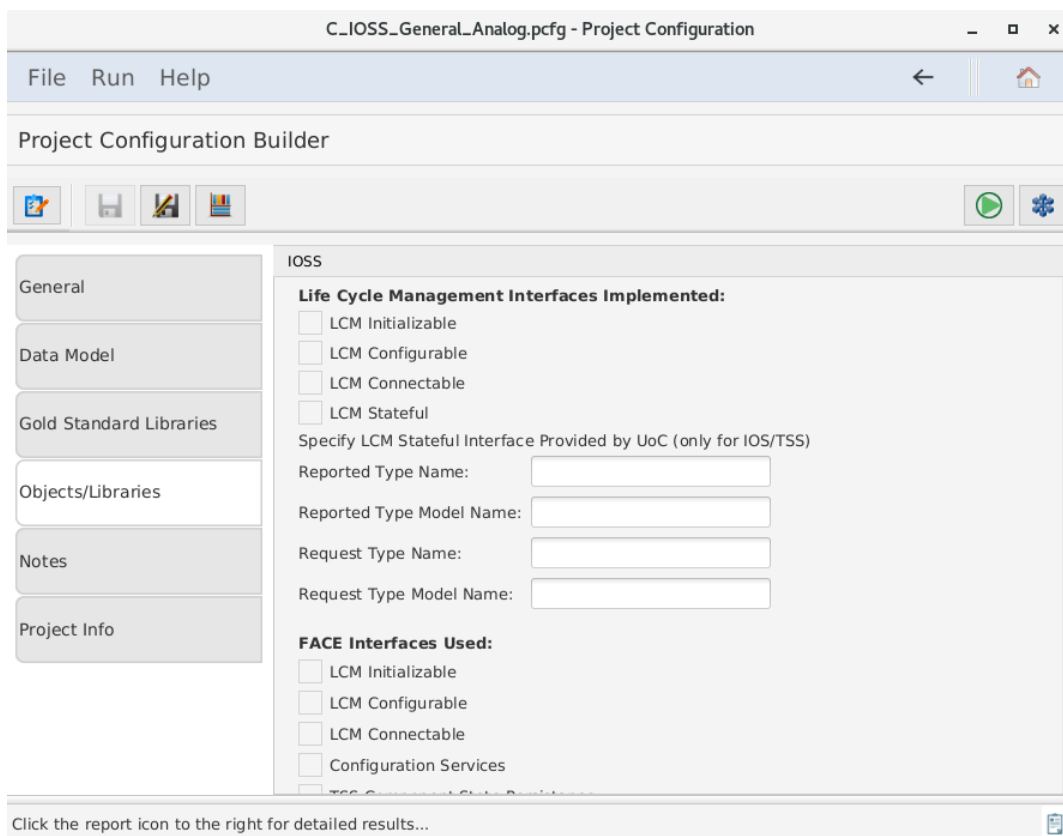 C_IOSS_General_Analog.pcfg - Project Configuration
File Run Help
Project Configuration Builder
General
Data Model
Gold Standard Libraries
Objects/Libraries
Notes
Project Info
IOSS
Life Cycle Management Interfaces Implemented:
LCM Initializable
LCM Configurable
LCM Connectable
LCM Stateful
Specify LCM Stateful Interface Provided by UoC (only for IOS/TSS)
Reported Type Name:
Reported Type Model Name:
Request Type Name:
Request Type Model Name:
FACE Interfaces Used:
LCM Initializable
LCM Configurable
LCM Connectable
Configuration Services
TSS Component State Persistence
Click the report icon to the right for detailed results...